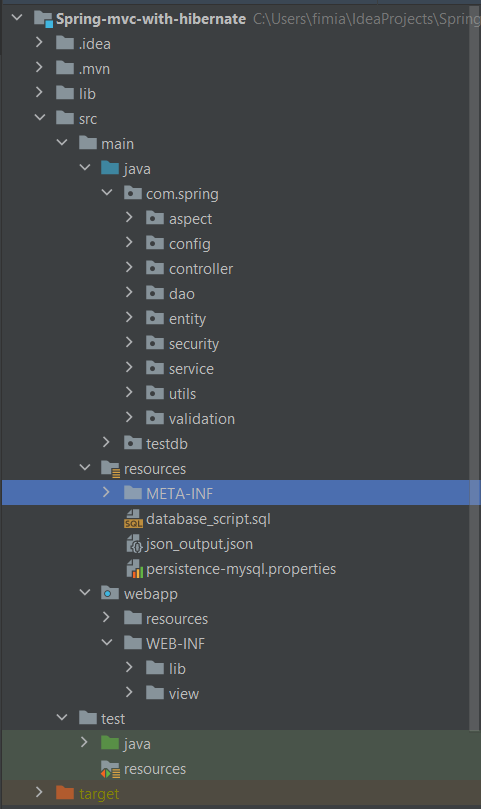 Spring-mvc-with-hibernate C:\Users\fimia\IdeaProjects\Spring
.idea
.mvn
lib
src
main
java
com.spring
aspect
config
controller
dao
entity
security
service
utils
validation
testdb
resources
META-INF
database_script.sql
json_output.json
persistence-mysql.properties
webapp
resources
WEB-INF
lib
view
test
java
resources
target